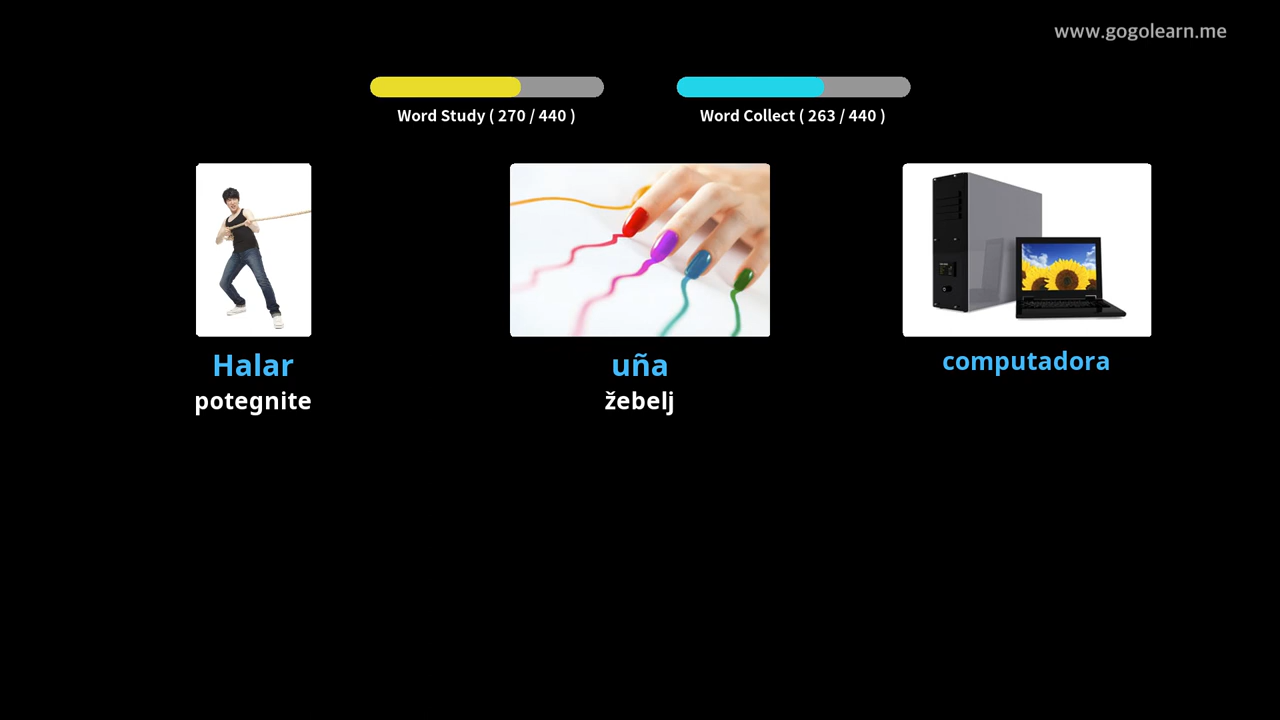 www.gogolearn.me
Word Study ( 270 / 440 )
Word Collect ( 263 / 440 )
Halar
potegnite
uña
žebelj
computadora